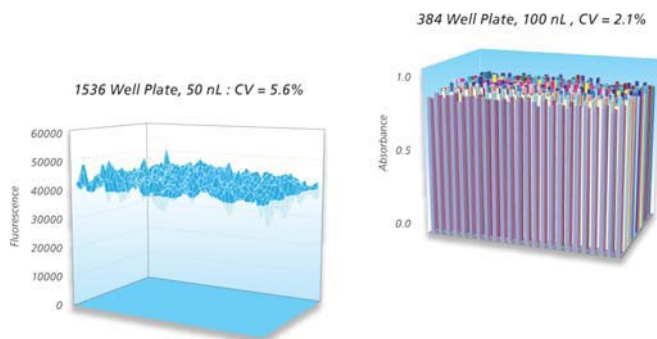 384 Well Plate, 100 nL , CV = 2.1%
1536 Well Plate, 50 nL : CV = 5.6%
60000
50000
40000
30000
20000
10000
0
Fluorescence
1.0
0.5
0.0
Absorbance